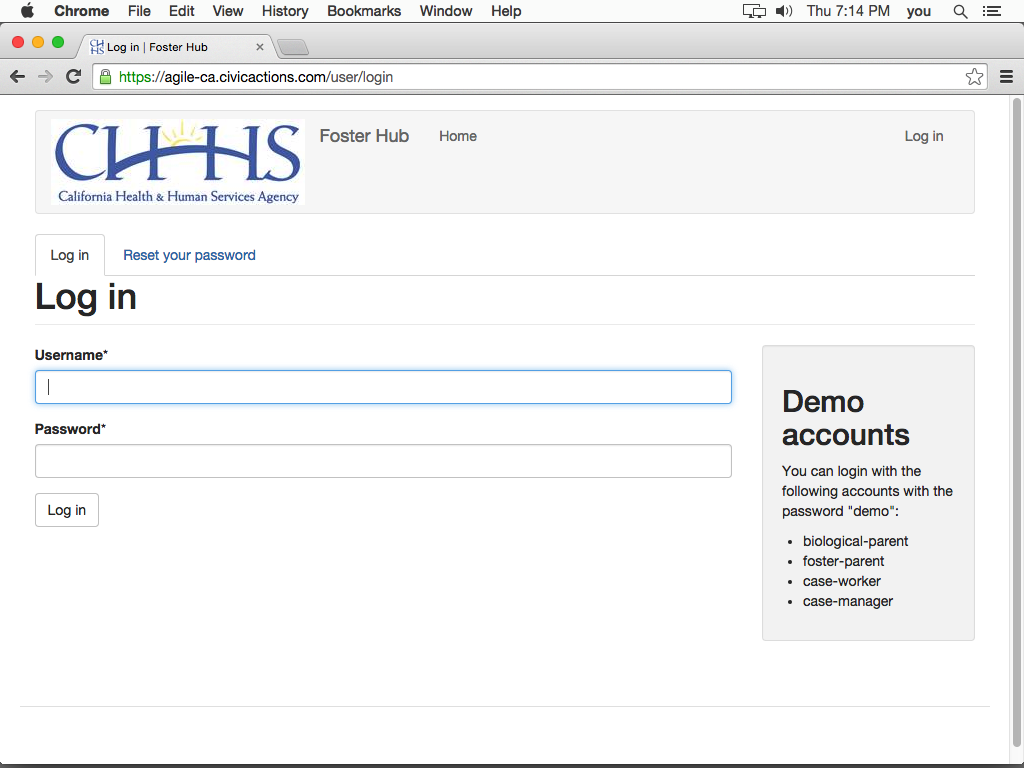 Chrome File Edit View History Bookmarks Window Help Thu 7:14 PM you
CHHS Log in | Foster Hub
https://agile-ca.civicactions.com/user/login
CHHS
California Health & Human Services Agency
Foster Hub Home Log in
Log in Reset your password
Log in
Username*
Password*
Log in
Demo
accounts
You can login with the
following accounts with the
password "demo":
• biological-parent
• foster-parent
• case-worker
• case-manager